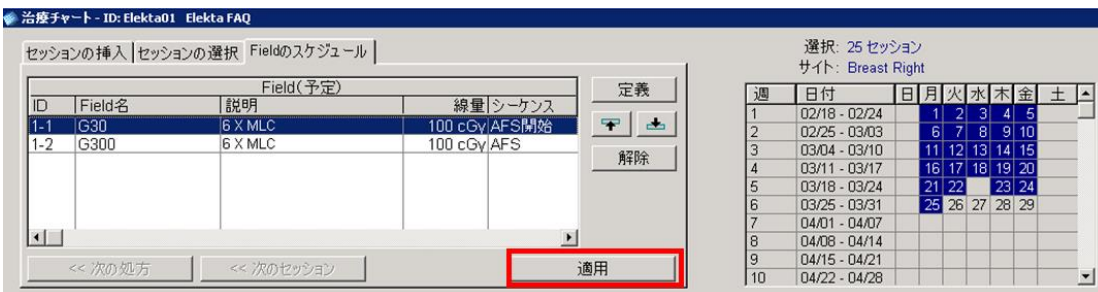 治療チャート - ID: Elekta01 Elekta FAQ
セッションの挿入 セッションの選択 Fieldのスケジュール
Field(予定)
ID Field名 説明 線量 シーケンス
1-1 G30 6 X MLC 100 cGy AFS開始
1-2 G300 6 X MLC 100 cGy AFS
定義
解除
<< 次の処方 << 次のセッション 適用
選択: 25 セッション
サイト: Breast Right
週 日付 日 月 火 水 木 金 土
1 02/18 - 02/24 1 2 3 4 5
2 02/25 - 03/03 6 7 8 9 10
3 03/04 - 03/10 11 12 13 14 15
4 03/11 - 03/17 16 17 18 19 20
5 03/18 - 03/24 21 22 23 24
6 03/25 - 03/31 25 26 27 28 29
7 04/01 - 04/07
8 04/08 - 04/14
9 04/15 - 04/21
10 04/22 - 04/28